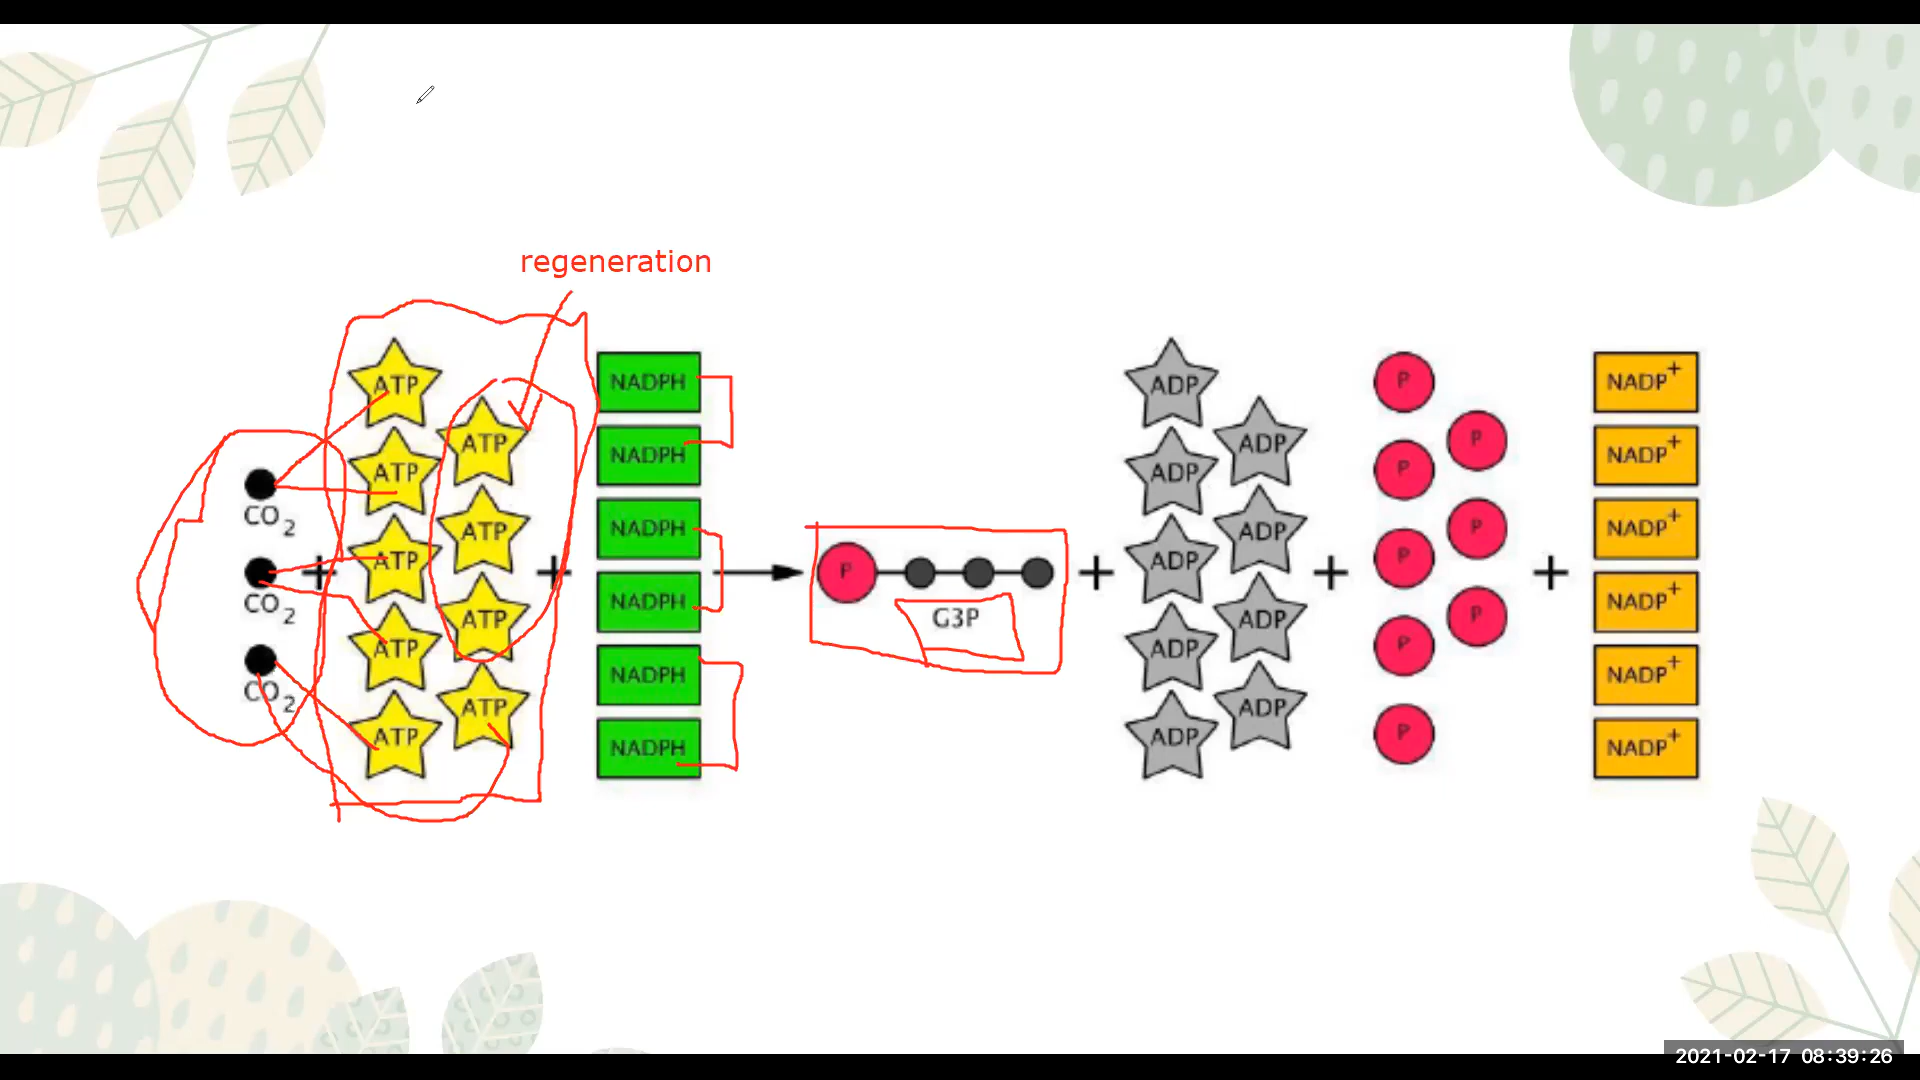 regeneration
CO2
CO2
CO2
+
ATP
ATP
ATP
ATP
ATP
ATP
ATP
ATP
ATP
+
NADPH
NADPH
NADPH
NADPH
NADPH
NADPH
P
G3P
+
ADP
ADP
ADP
ADP
ADP
ADP
ADP
ADP
ADP
+
P
P
P
P
P
P
P
P
+
NADP+
NADP+
NADP+
NADP+
NADP+
NADP+
2021-02-17 08:39:26